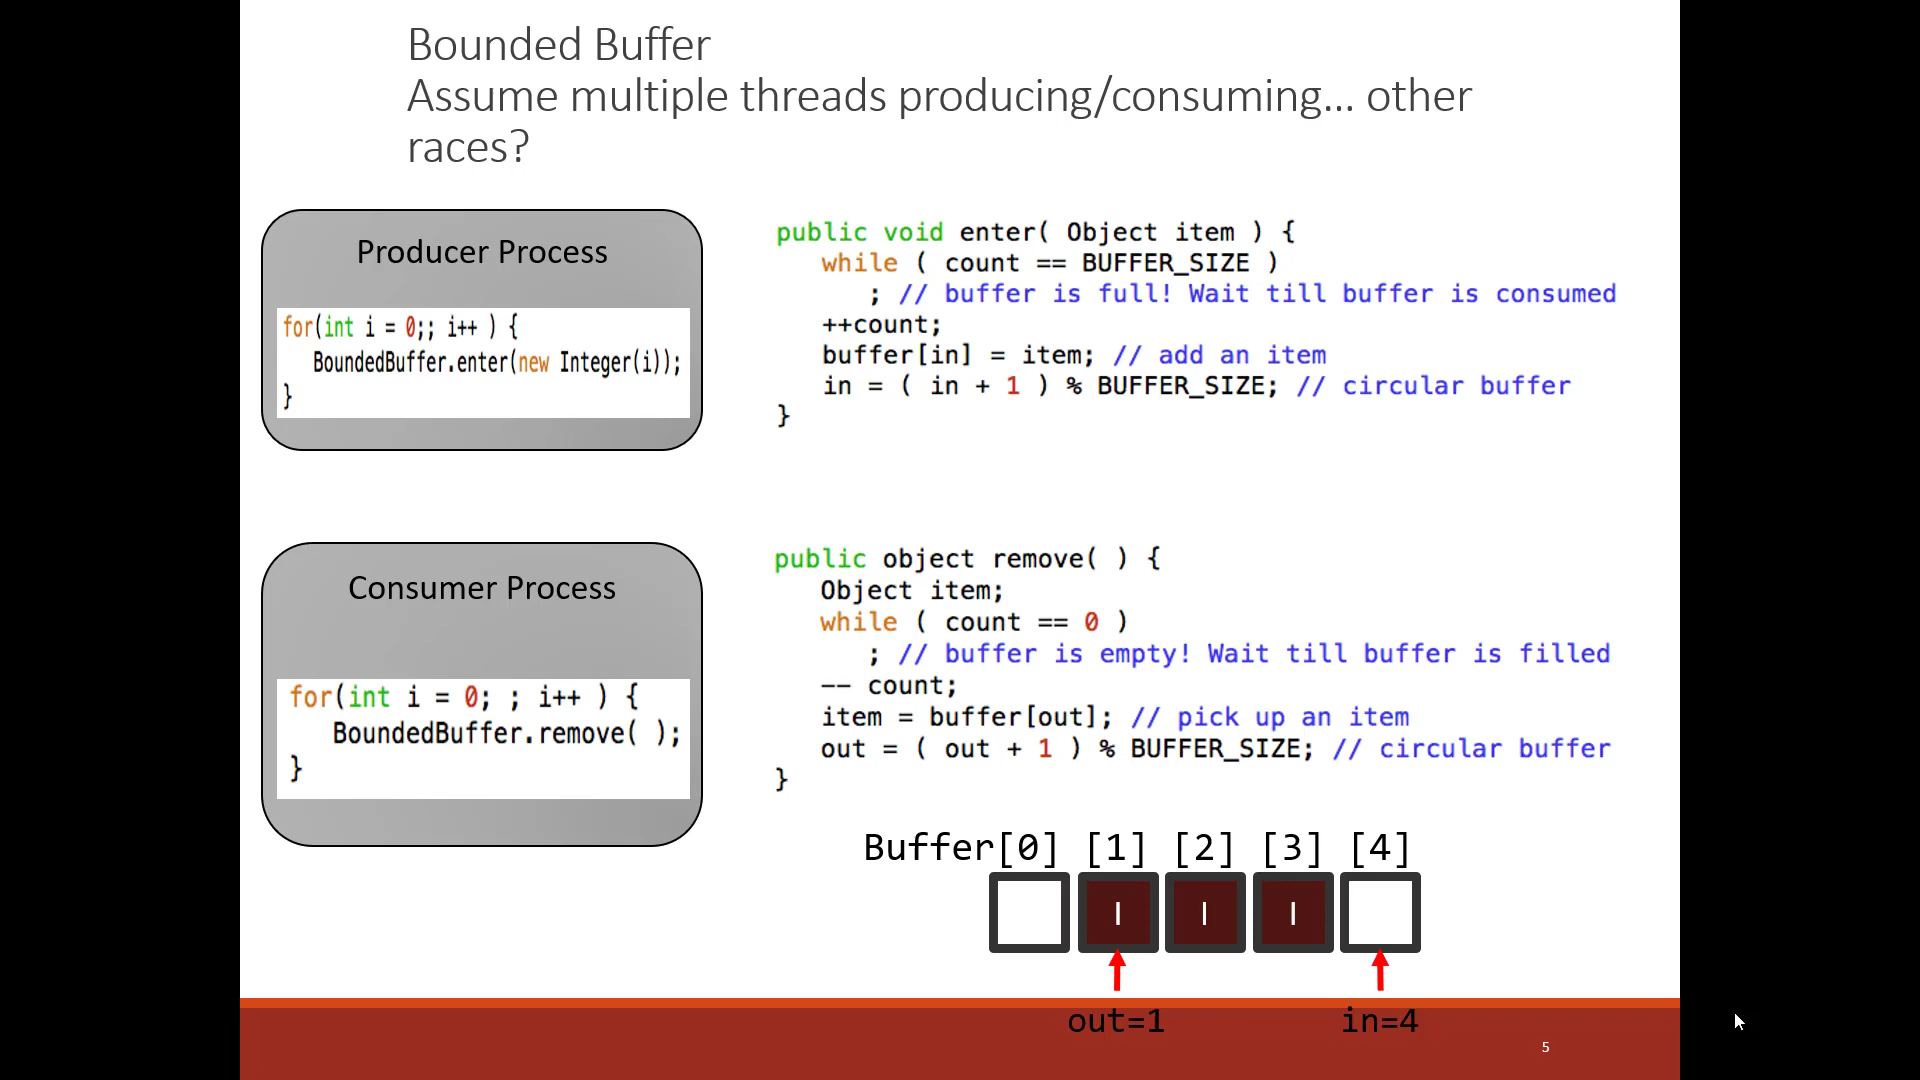 Bounded Buffer
Assume multiple threads producing/consuming... other
races?
Producer Process
for(int i = 0;; i++ ) {
BoundedBuffer.enter(new Integer(i));
}
public void enter( Object item ) {
while ( count == BUFFER_SIZE )
; // buffer is full! Wait till buffer is consumed
++count;
buffer[in] = item; // add an item
in = ( in + 1 ) % BUFFER_SIZE; // circular buffer
}
Consumer Process
for(int i = 0; ; i++ ) {
BoundedBuffer.remove( );
}
public object remove( ) {
Object item;
while ( count == 0 )
; // buffer is empty! Wait till buffer is filled
-- count;
item = buffer[out]; // pick up an item
out = ( out + 1 ) % BUFFER_SIZE; // circular buffer
}
Buffer[0] [1] [2] [3] [4]
I I I
out=1 in=4
5